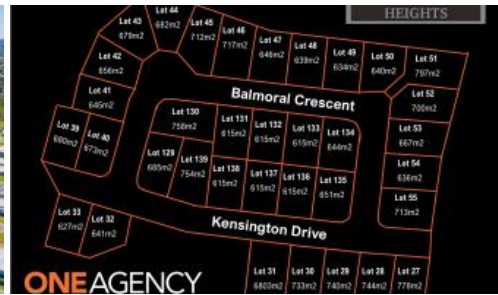 HEIGHTS
Lot 43
679m2
Lot 44
682m2
Lot 45
712m2
Lot 46
717m2
Lot 47
646m2
Lot 48
639m2
Lot 49
634m2
Lot 50
640m2
Lot 51
797m2
Lot 42
656m2
Lot 41
646m2
Lot 39
680m2
Lot 40
673m2
Balmoral Crescent
Lot 52
700m2
Lot 53
667m2
Lot 54
636m2
Lot 55
713m2
Lot 130
758m2
Lot 131
615m2
Lot 132
615m2
Lot 133
615m2
Lot 134
644m2
Lot 129
685m2
Lot 139
754m2
Lot 138
615m2
Lot 137
615m2
Lot 136
615m2
Lot 135
651m2
Kensington Drive
Lot 33
627m2
Lot 32
641m2
Lot 31
6803m2
Lot 30
733m2
Lot 29
740m2
Lot 28
744m2
Lot 27
778m2
ONEAGENCY